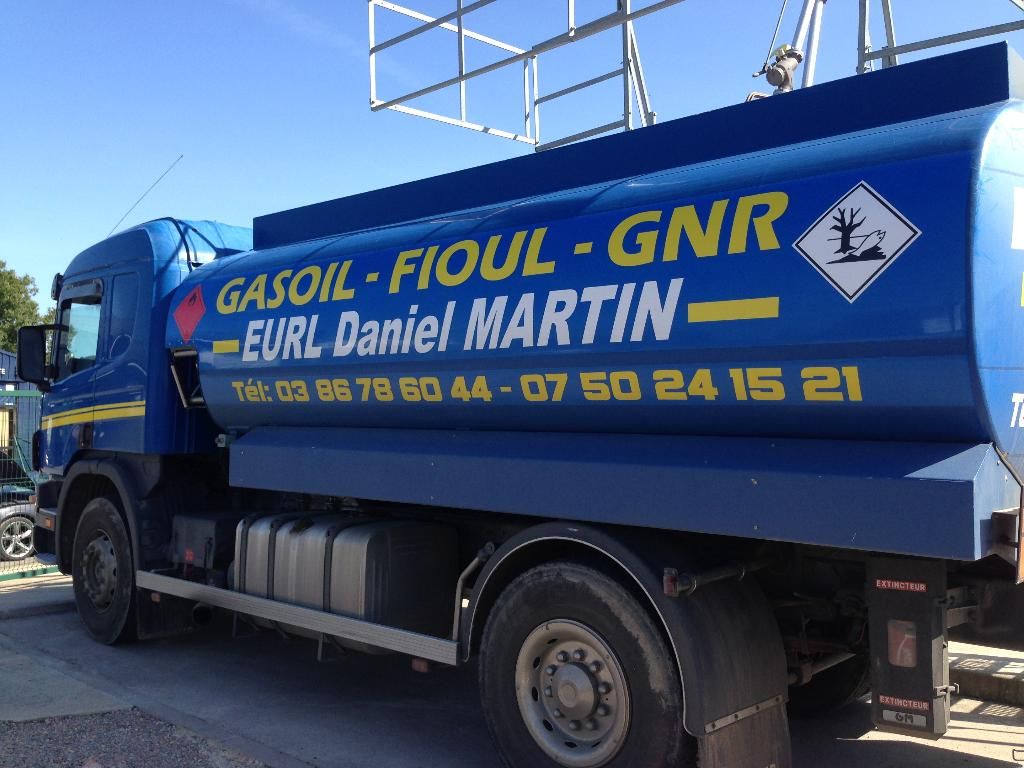 GASOIL - FIOUL - GNR
EURL Daniel MARTIN
Tél: 03 86 78 60 44 - 07 50 24 15 21
EXTINCTEUR
EXTINCTEUR